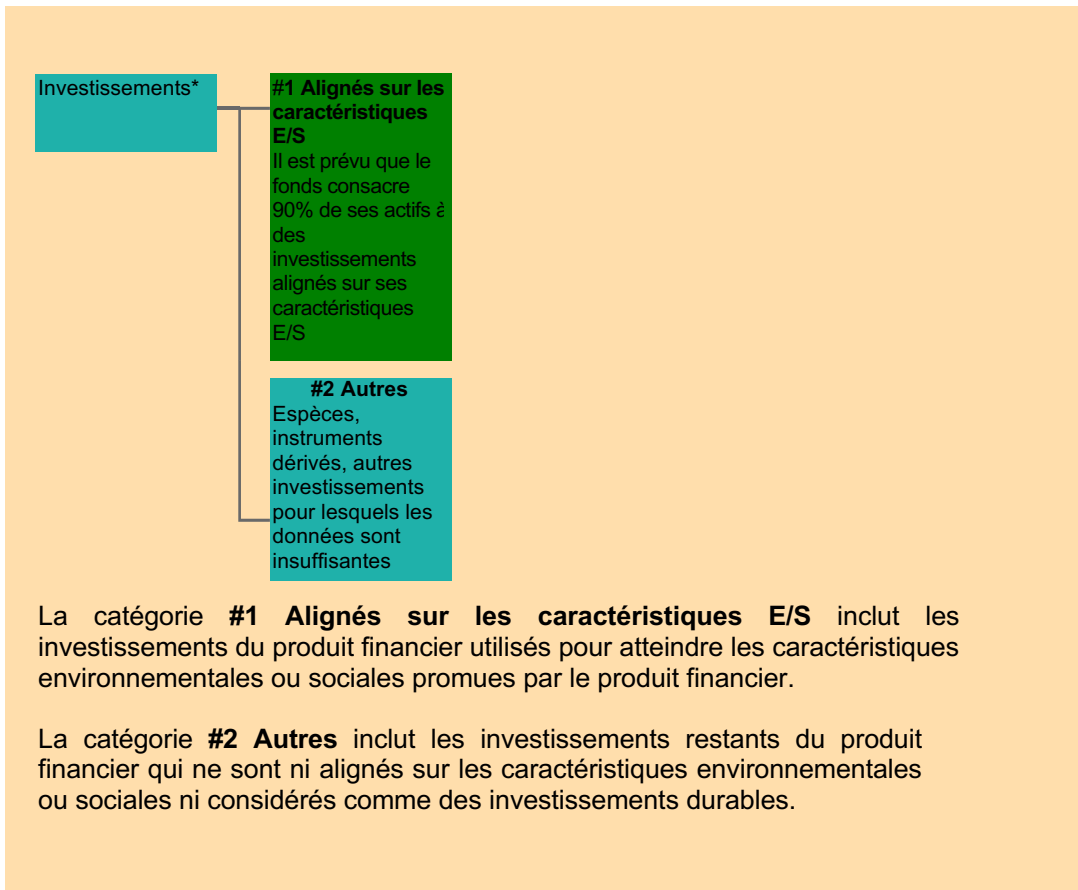 Investissements*
#1 Alignés sur les
caractéristiques
E/S
Il est prévu que le
fonds consacre
90% de ses actifs à
des
investissements
alignés sur ses
caractéristiques
E/S
#2 Autres
Espèces,
instruments
dérivés, autres
investissements
pour lesquels les
données sont
insuffisantes
La catégorie #1 Alignés sur les caractéristiques E/S inclut les
investissements du produit financier utilisés pour atteindre les caractéristiques
environnementales ou sociales promues par le produit financier.
La catégorie #2 Autres inclut les investissements restants du produit
financier qui ne sont ni alignés sur les caractéristiques environnementales
ou sociales ni considérés comme des investissements durables.